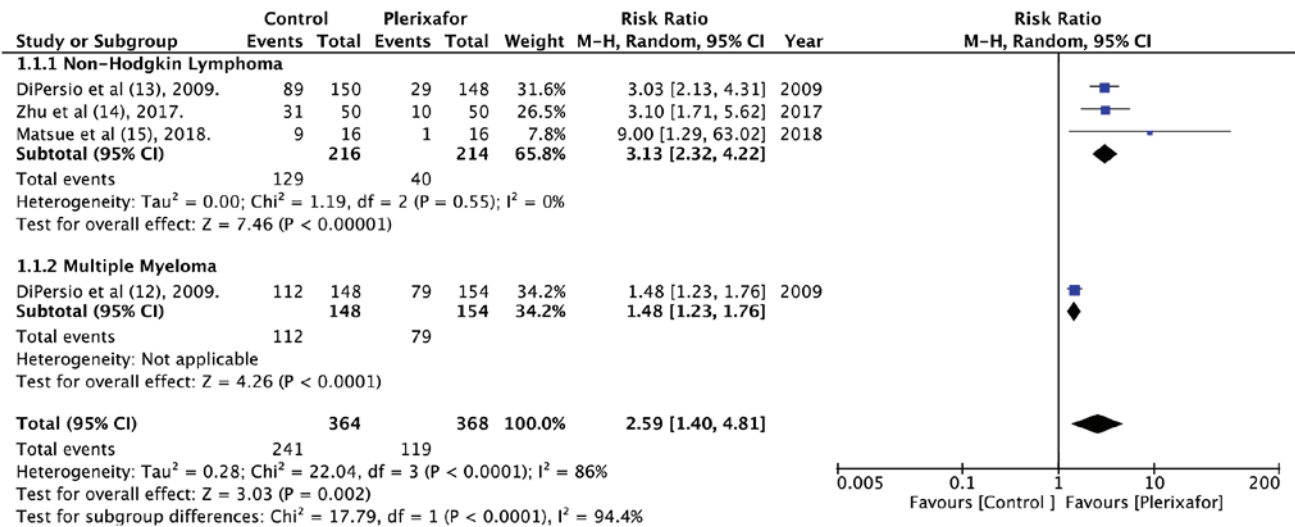 Control Plerixafor Risk Ratio Risk Ratio
Study or Subgroup Events Total Events Total Weight M-H, Random, 95% CI Year M-H, Random, 95% CI
1.1.1 Non-Hodgkin Lymphoma
DiPersio et al (13), 2009. 89 150 29 148 31.6% 3.03 [2.13, 4.31] 2009
Zhu et al (14), 2017. 31 50 10 50 26.5% 3.10 [1.71, 5.62] 2017
Matsue et al (15), 2018. 9 16 1 16 7.8% 9.00 [1.29, 63.02] 2018
Subtotal (95% CI) 216 214 65.8% 3.13 [2.32, 4.22]
Total events 129 40
Heterogeneity: Tau² = 0.00; Chi² = 1.19, df = 2 (P = 0.55); I² = 0%
Test for overall effect: Z = 7.46 (P < 0.00001)
1.1.2 Multiple Myeloma
DiPersio et al (12), 2009. 112 148 79 154 34.2% 1.48 [1.23, 1.76] 2009
Subtotal (95% CI) 148 154 34.2% 1.48 [1.23, 1.76]
Total events 112 79
Heterogeneity: Not applicable
Test for overall effect: Z = 4.26 (P < 0.0001)
Total (95% CI) 364 368 100.0% 2.59 [1.40, 4.81]
Total events 241 119
Heterogeneity: Tau² = 0.28; Chi² = 22.04, df = 3 (P < 0.0001); I² = 86%
Test for overall effect: Z = 3.03 (P = 0.002)
Test for subgroup differences: Chi² = 17.79, df = 1 (P < 0.0001), I² = 94.4%
0.005 0.1 1 10 200
Favours [Control ] Favours [Plerixafor]